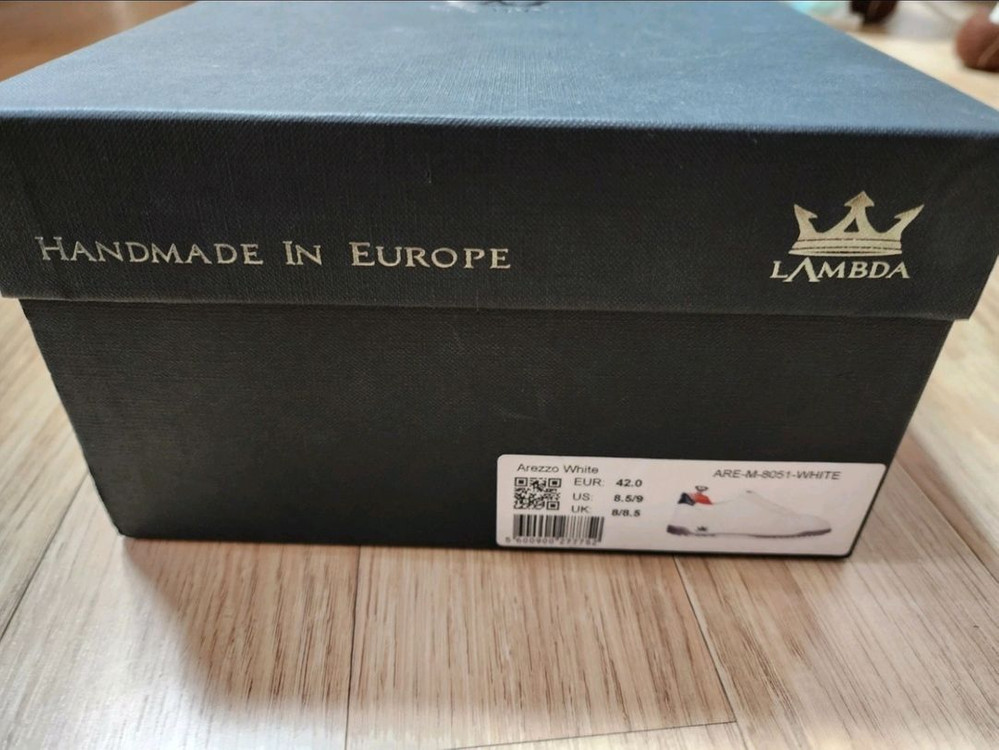 HANDMADE IN EUROPE
LΛMBDA
Arezzo White
ARE-M-8051-WHITE
EUR: 42.0
US: 8.5/9
UK: 8/8.5